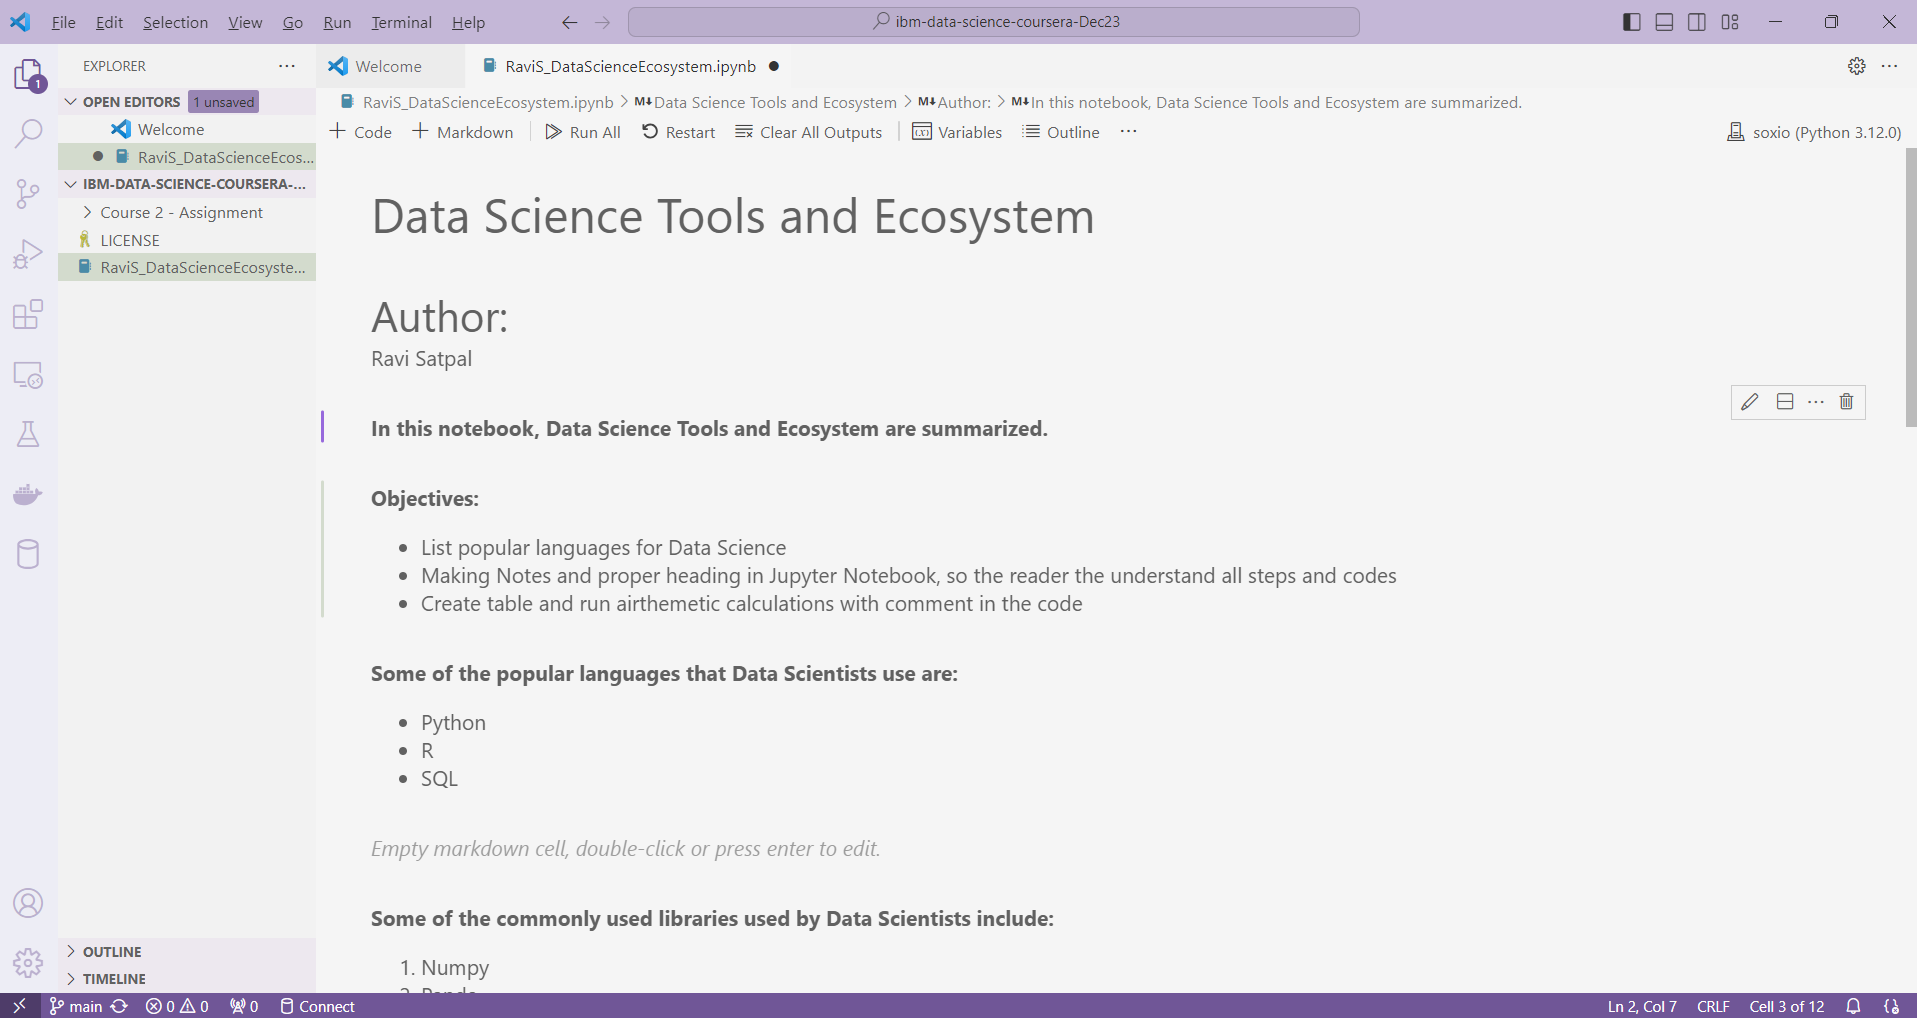 File Edit Selection View Go Run Terminal Help
ibm-data-science-coursera-Dec23
EXPLORER
OPEN EDITORS 1 unsaved
Welcome
RaviS_DataScienceEcos...
IBM-DATA-SCIENCE-COURSERA-...
Course 2 - Assignment
LICENSE
RaviS_DataScienceEcosyste...
OUTLINE
TIMELINE
1
Welcome
RaviS_DataScienceEcosystem.ipynb
RaviS_DataScienceEcosystem.ipynb > M↓Data Science Tools and Ecosystem > M↓Author: > M↓In this notebook, Data Science Tools and Ecosystem are summarized.
+ Code + Markdown Run All Restart Clear All Outputs Variables Outline ...
soxio (Python 3.12.0)
Data Science Tools and Ecosystem
Author:
Ravi Satpal
In this notebook, Data Science Tools and Ecosystem are summarized.
Objectives:
• List popular languages for Data Science
• Making Notes and proper heading in Jupyter Notebook, so the reader the understand all steps and codes
• Create table and run airthemetic calculations with comment in the code
Some of the popular languages that Data Scientists use are:
• Python
• R
• SQL
Empty markdown cell, double-click or press enter to edit.
Some of the commonly used libraries used by Data Scientists include:
1. Numpy
main 0 0 0 Connect
Ln 2, Col 7 CRLF Cell 3 of 12